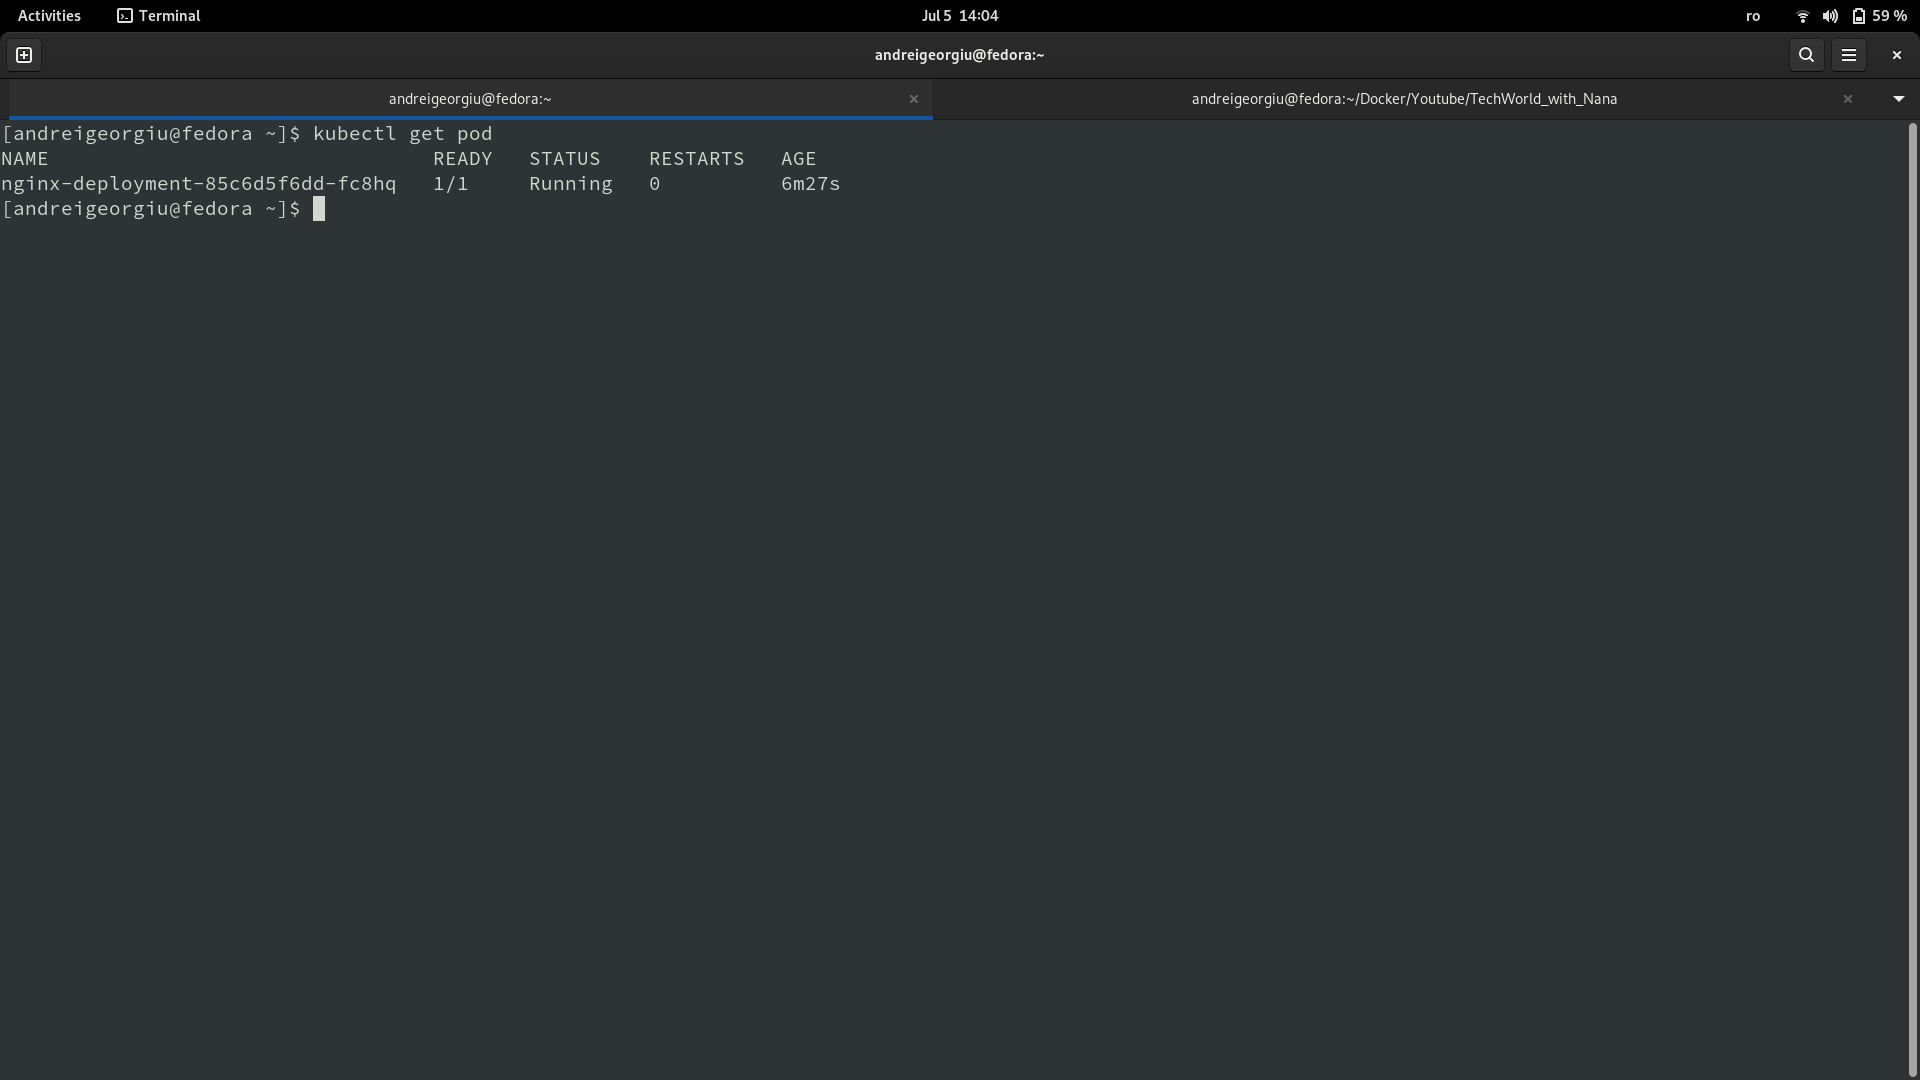 Activities Terminal Jul 5 14:04 ro 59 %
andreigeorgiu@fedora:~
andreigeorgiu@fedora:~ andreigeorgiu@fedora:~/Docker/Youtube/TechWorld_with_Nana
[andreigeorgiu@fedora ~]$ kubectl get pod
NAME READY STATUS RESTARTS AGE
nginx-deployment-85c6d5f6dd-fc8hq 1/1 Running 0 6m27s
[andreigeorgiu@fedora ~]$